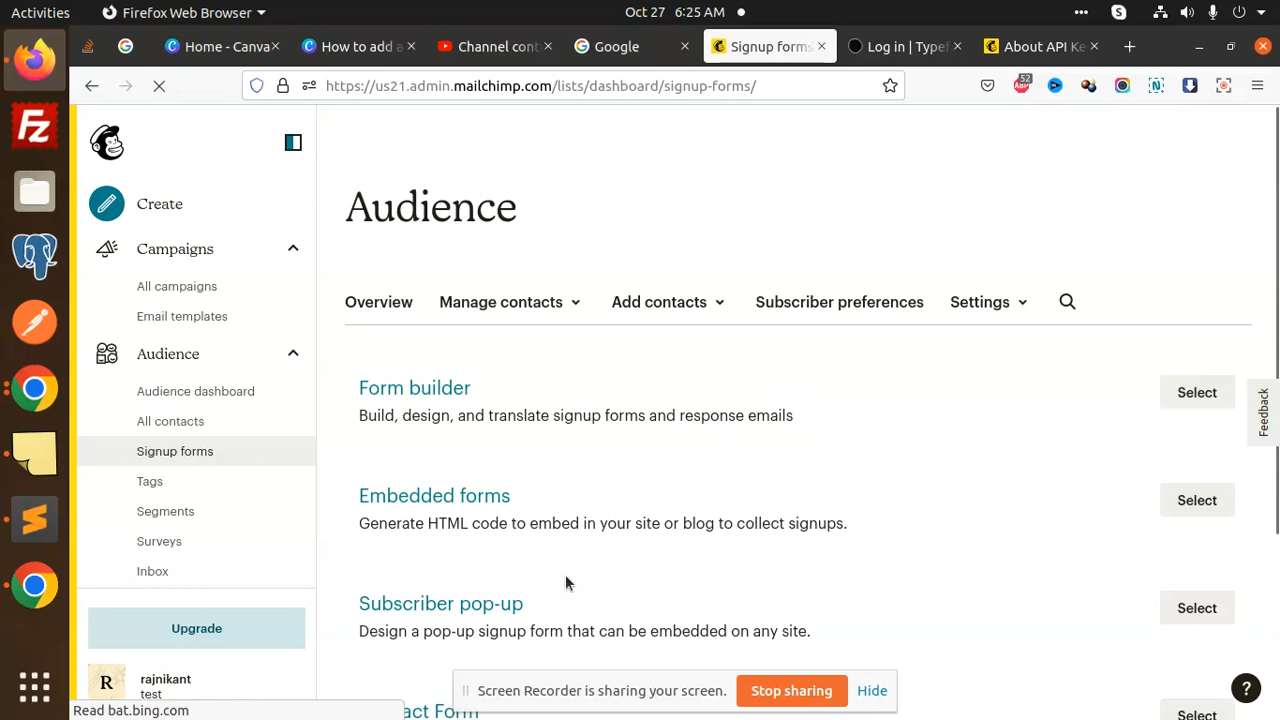 Activities
Firefox Web Browser
Oct 27 6:25 AM
Home - Canva
How to add a
Channel cont
Google
Signup forms
Log in | Typef
About API Ke
https://us21.admin.mailchimp.com/lists/dashboard/signup-forms/
52
ABP
Create
Campaigns
All campaigns
Email templates
Audience
Audience dashboard
All contacts
Signup forms
Tags
Segments
Surveys
Inbox
Upgrade
R
rajnikant
test
Read bat.bing.com
Audience
Overview
Manage contacts
Add contacts
Subscriber preferences
Settings
Form builder
Build, design, and translate signup forms and response emails
Select
Embedded forms
Generate HTML code to embed in your site or blog to collect signups.
Select
Subscriber pop-up
Design a pop-up signup form that can be embedded on any site.
Select
act Form
Select
Feedback
Screen Recorder is sharing your screen.
Stop sharing
Hide
?